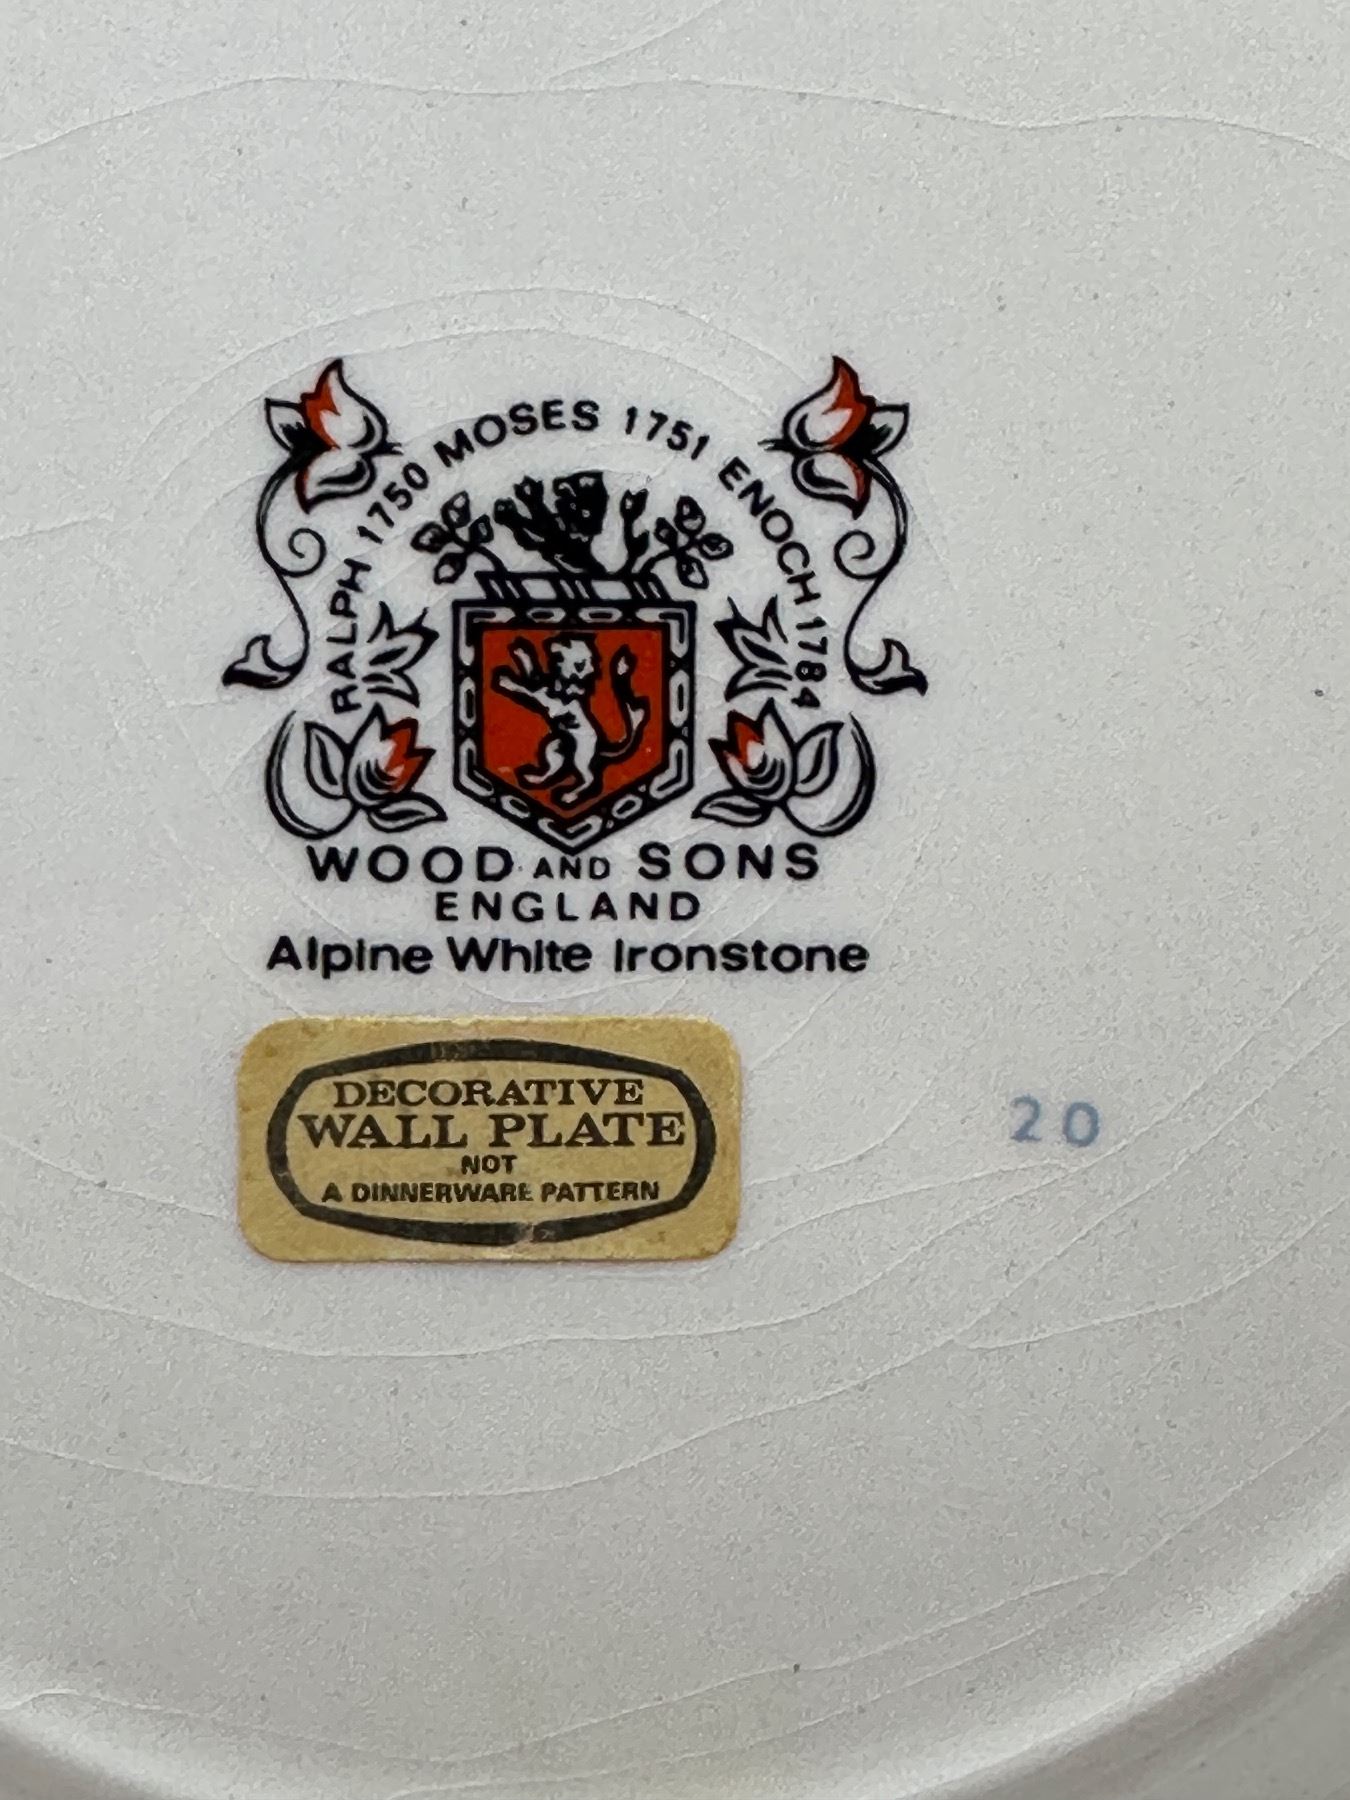 RALPH 1750 MOSES 1751 ENOCH 1784
WOOD AND SONS
ENGLAND
Alpine White Ironstone
DECORATIVE
WALL PLATE
NOT
A DINNERWARE PATTERN
20